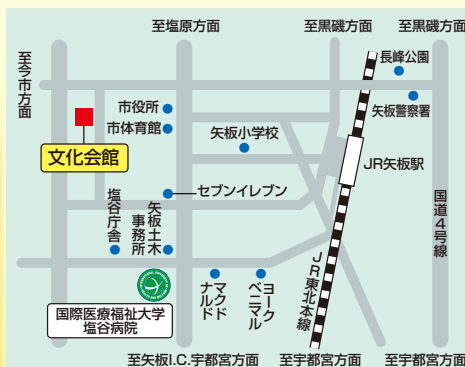 至塩原方面
至黒磯方面
至黒磯方面
至今市方面
長峰公園
市役所
市体育館
矢板小学校
矢板警察署
文化会館
JR矢板駅
セブンイレブン
塩谷庁舎
矢板土木
事務所
国道4号線
JR東北本線
マクド
ナルド
ヨーク
ベニマル
国際医療福祉大学
塩谷病院
至矢板I.C.宇都宮方面
至宇都宮方面
至宇都宮方面